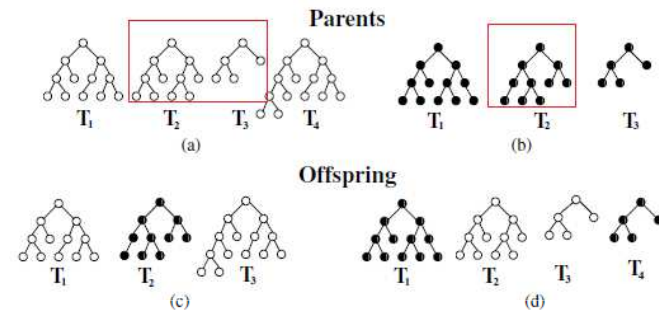 Parents
T1 T2 T3 T4
(a)
T1 T2 T3
(b)
Offspring
T1 T2 T3
(c)
T1 T2 T3 T4
(d)